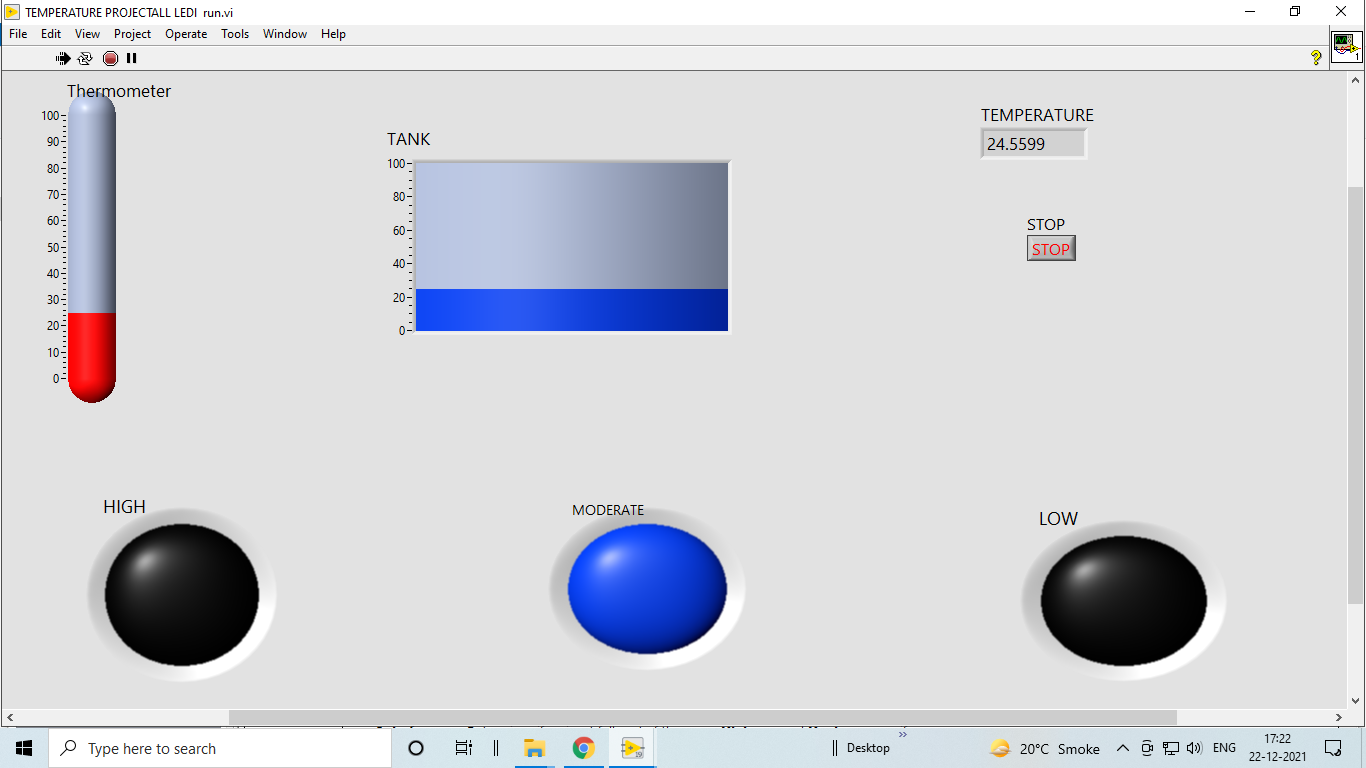 TEMPERATURE PROJECTALL LEDI run.vi
File Edit View Project Operate Tools Window Help
1
Thermometer
100
90
80
70
60
50
40
30
20
10
0
TANK
100
80
60
40
20
0
TEMPERATURE
24.5599
STOP
STOP
HIGH
MODERATE
LOW
Type here to search
Desktop
20°C Smoke
ENG
17:22
22-12-2021